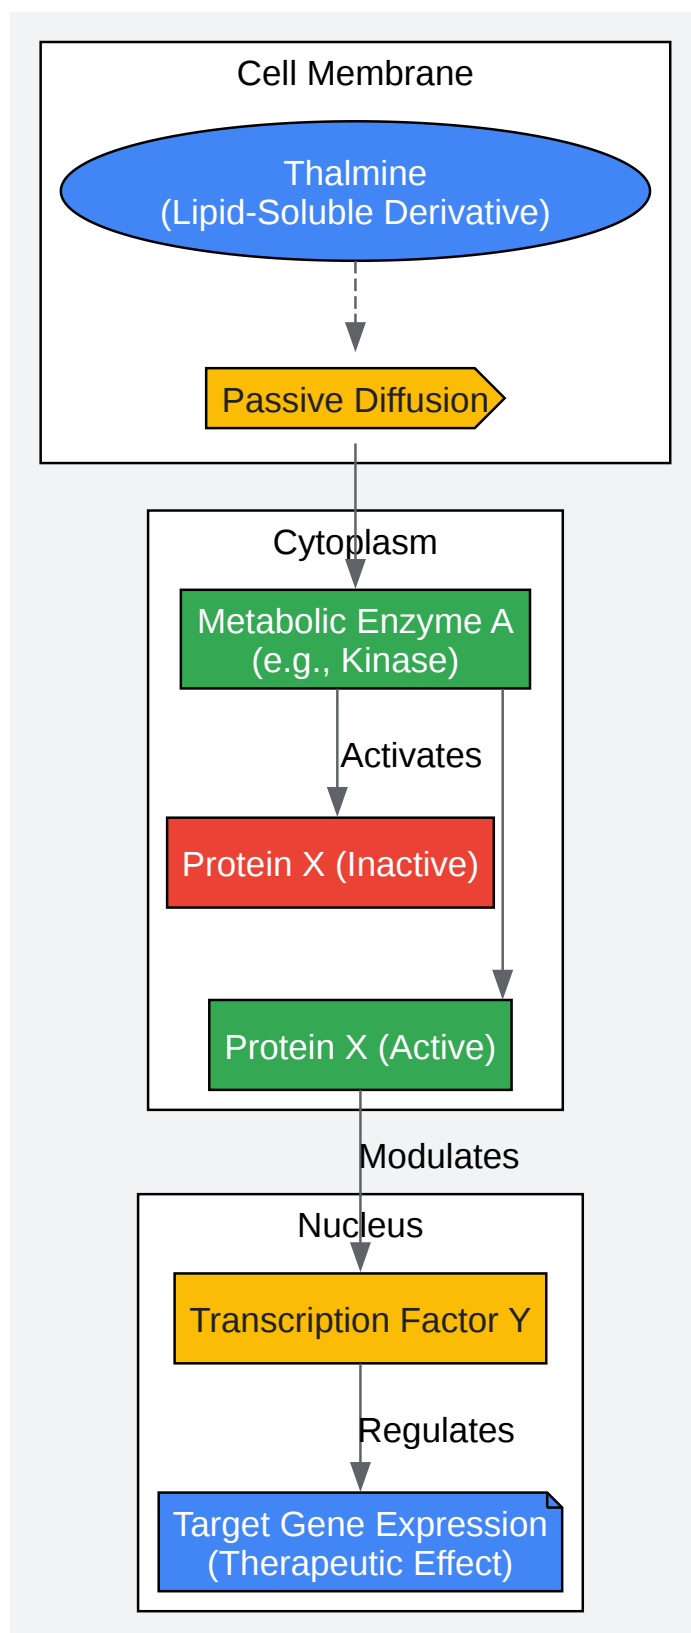 Cell Membrane
Thalmine
(Lipid-Soluble Derivative)
Passive Diffusion
Cytoplasm
Metabolic Enzyme A
(e.g., Kinase)
Activates
Protein X (Inactive)
Protein X (Active)
Modulates
Nucleus
Transcription Factor Y
Regulates
Target Gene Expression
(Therapeutic Effect)